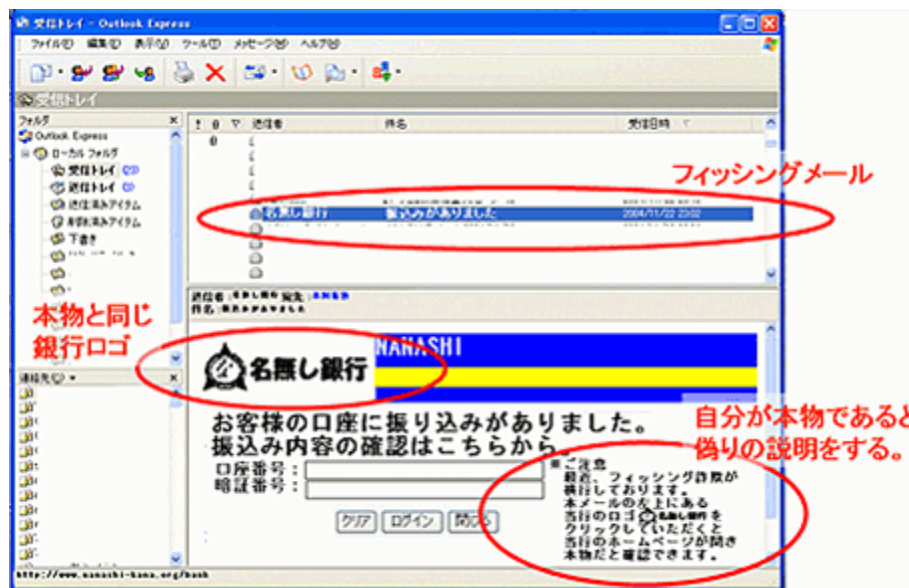 受信トレイ - Outlook Express
ファイル(F) 編集(E) 表示(V) ツール(T) メッセージ(M) ヘルプ(H)
受信トレイ
フォルダ
Outlook Express
ローカル フォルダ
受信トレイ
送信トレイ
送信済みアイテム
削除済みアイテム
下書き
送信者 件名 受信日時
フィッシングメール
名無し銀行 振込みがありました 2004/11/22 23:02
本物と同じ
銀行ロゴ
連絡先(C)
送信者: 宛先:
件名:
NANASHI
名無し銀行
お客様の口座に振り込みがありました。
振込み内容の確認はこちらから。
口座番号:
暗証番号:
クリア ログイン 閉じる
自分が本物であると
偽りの説明をする。
※ご注意
最近、フィッシング詐欺が
横行しております。
本メールの左上にある
当行のロゴ 名無し銀行を
クリックしていただくと
当行のホームページが開き
本物だと確認できます。